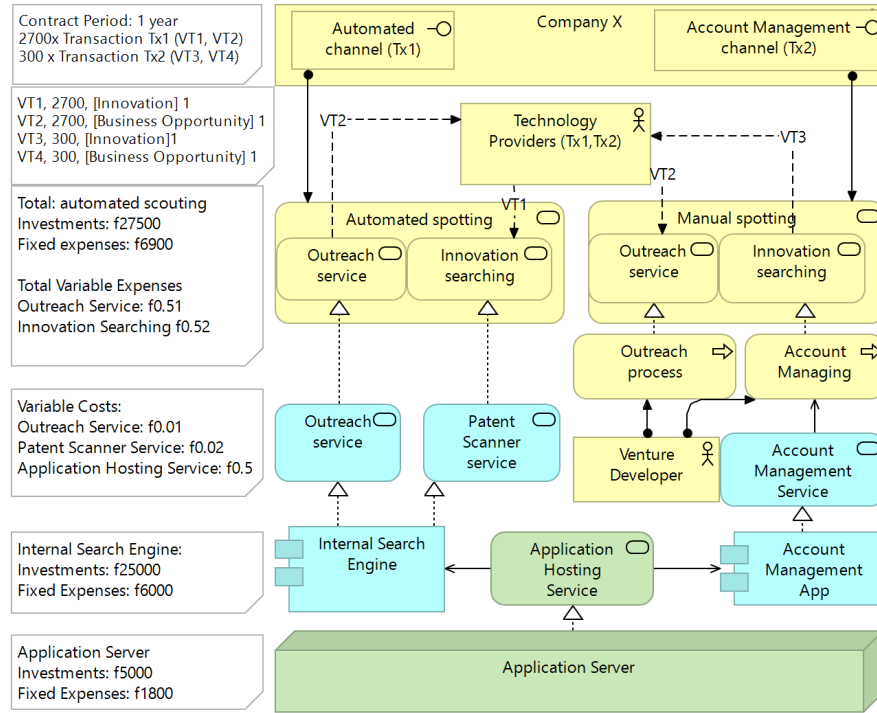 Contract Period: 1 year
2700x Transaction Tx1 (VT1, VT2)
300 x Transaction Tx2 (VT3, VT4)
Company X
Automated
channel (Tx1)
Account Management
channel (Tx2)
VT1, 2700, [Innovation] 1
VT2, 2700, [Business Opportunity] 1
VT3, 300, [Innovation]1
VT4, 300, [Business Opportunity] 1
VT2
Technology
Providers (Tx1,Tx2)
VT3
VT2
VT1
Total: automated scouting
Investments: f27500
Fixed expenses: f6900
Total Variable Expenses
Outreach Service: f0.51
Innovation Searching f0.52
Automated spotting
Outreach
service
Innovation
searching
Manual spotting
Outreach
service
Innovation
searching
Outreach
process
Account
Managing
Variable Costs:
Outreach Service: f0.01
Patent Scanner Service: f0.02
Application Hosting Service: f0.5
Outreach
service
Patent
Scanner
service
Venture
Developer
Account
Management
Service
Internal Search Engine:
Investments: f25000
Fixed Expenses: f6000
Internal Search
Engine
Application
Hosting
Service
Account
Management
App
Application Server
Investments: f5000
Fixed Expenses: f1800
Application Server